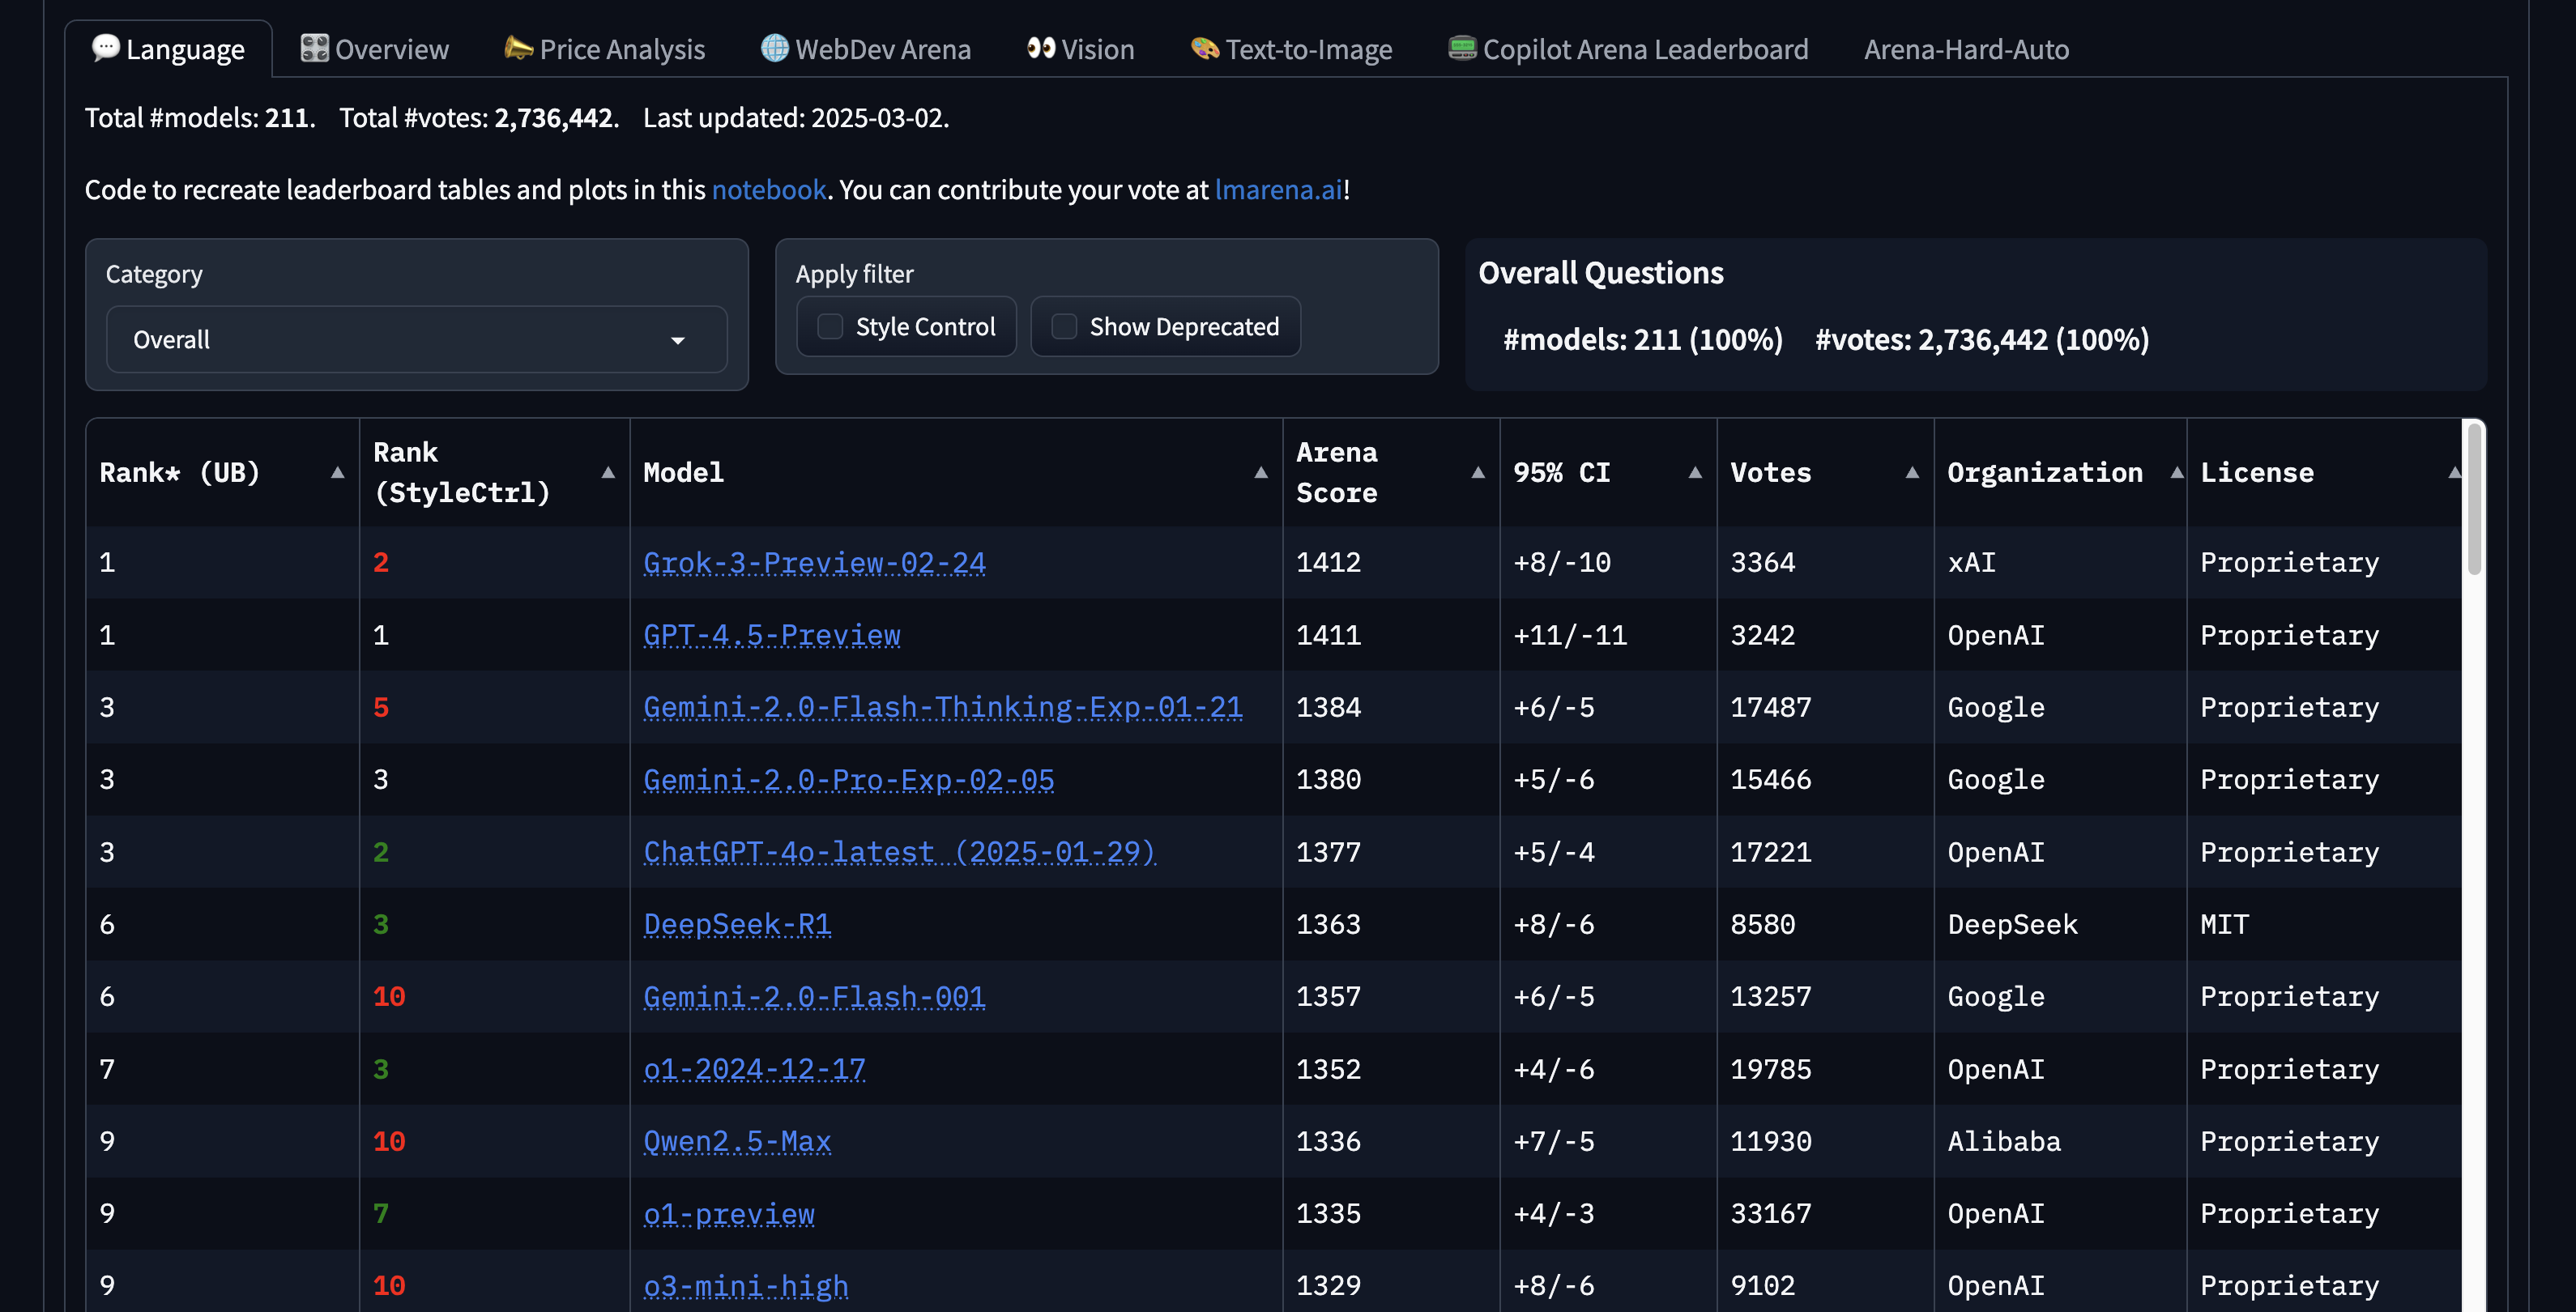 Language Overview Price Analysis WebDev Arena Vision Text-to-Image Copilot Arena Leaderboard Arena-Hard-Auto
Total #models: 211. Total #votes: 2,736,442. Last updated: 2025-03-02.
Code to recreate leaderboard tables and plots in this notebook. You can contribute your vote at lmarena.ai!
Category
Overall
Apply filter
Style Control Show Deprecated
Overall Questions
#models: 211 (100%) #votes: 2,736,442 (100%)
Rank* (UB) Rank (StyleCtrl) Model Arena Score 95% CI Votes Organization License
1 2 Grok-3-Preview-02-24 1412 +8/-10 3364 xAI Proprietary
1 1 GPT-4.5-Preview 1411 +11/-11 3242 OpenAI Proprietary
3 5 Gemini-2.0-Flash-Thinking-Exp-01-21 1384 +6/-5 17487 Google Proprietary
3 3 Gemini-2.0-Pro-Exp-02-05 1380 +5/-6 15466 Google Proprietary
3 2 ChatGPT-4o-latest (2025-01-29) 1377 +5/-4 17221 OpenAI Proprietary
6 3 DeepSeek-R1 1363 +8/-6 8580 DeepSeek MIT
6 10 Gemini-2.0-Flash-001 1357 +6/-5 13257 Google Proprietary
7 3 o1-2024-12-17 1352 +4/-6 19785 OpenAI Proprietary
9 10 Qwen2.5-Max 1336 +7/-5 11930 Alibaba Proprietary
9 7 o1-preview 1335 +4/-3 33167 OpenAI Proprietary
9 10 o3-mini-high 1329 +8/-6 9102 OpenAI Proprietary